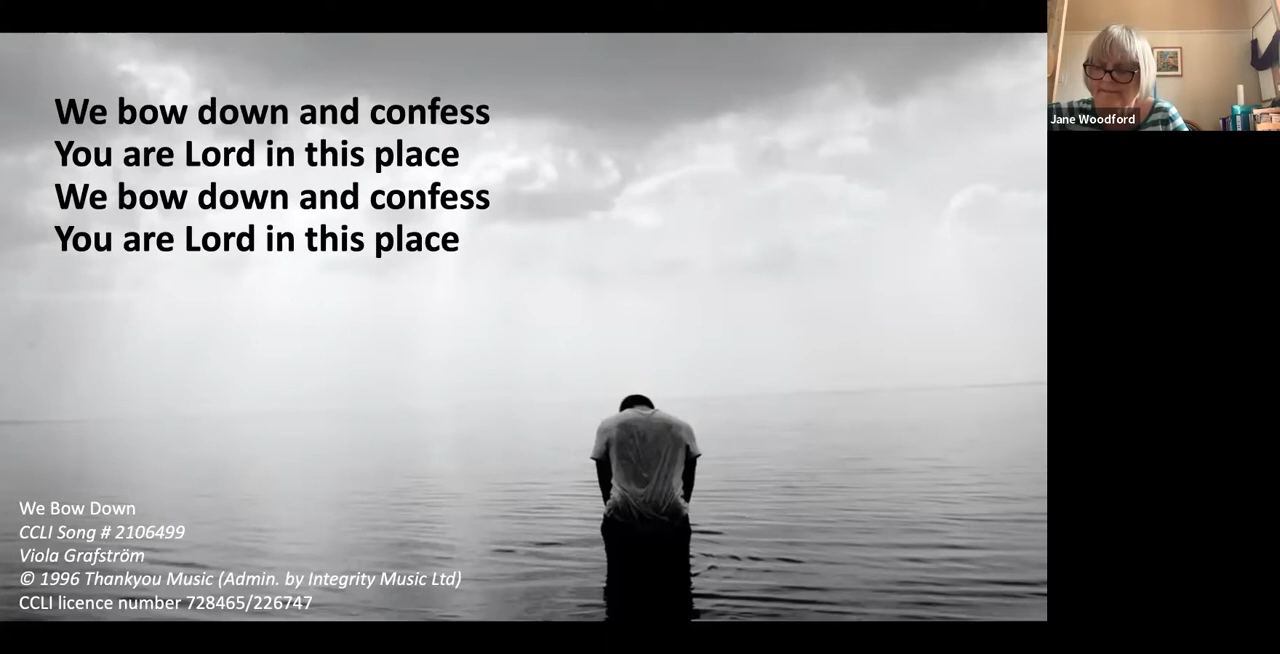 We bow down and confess
You are Lord in this place
We bow down and confess
You are Lord in this place
Jane Woodford
We Bow Down
CCLI Song # 2106499
Viola Grafström
© 1996 Thankyou Music (Admin. by Integrity Music Ltd)
CCLI licence number 728465/226747